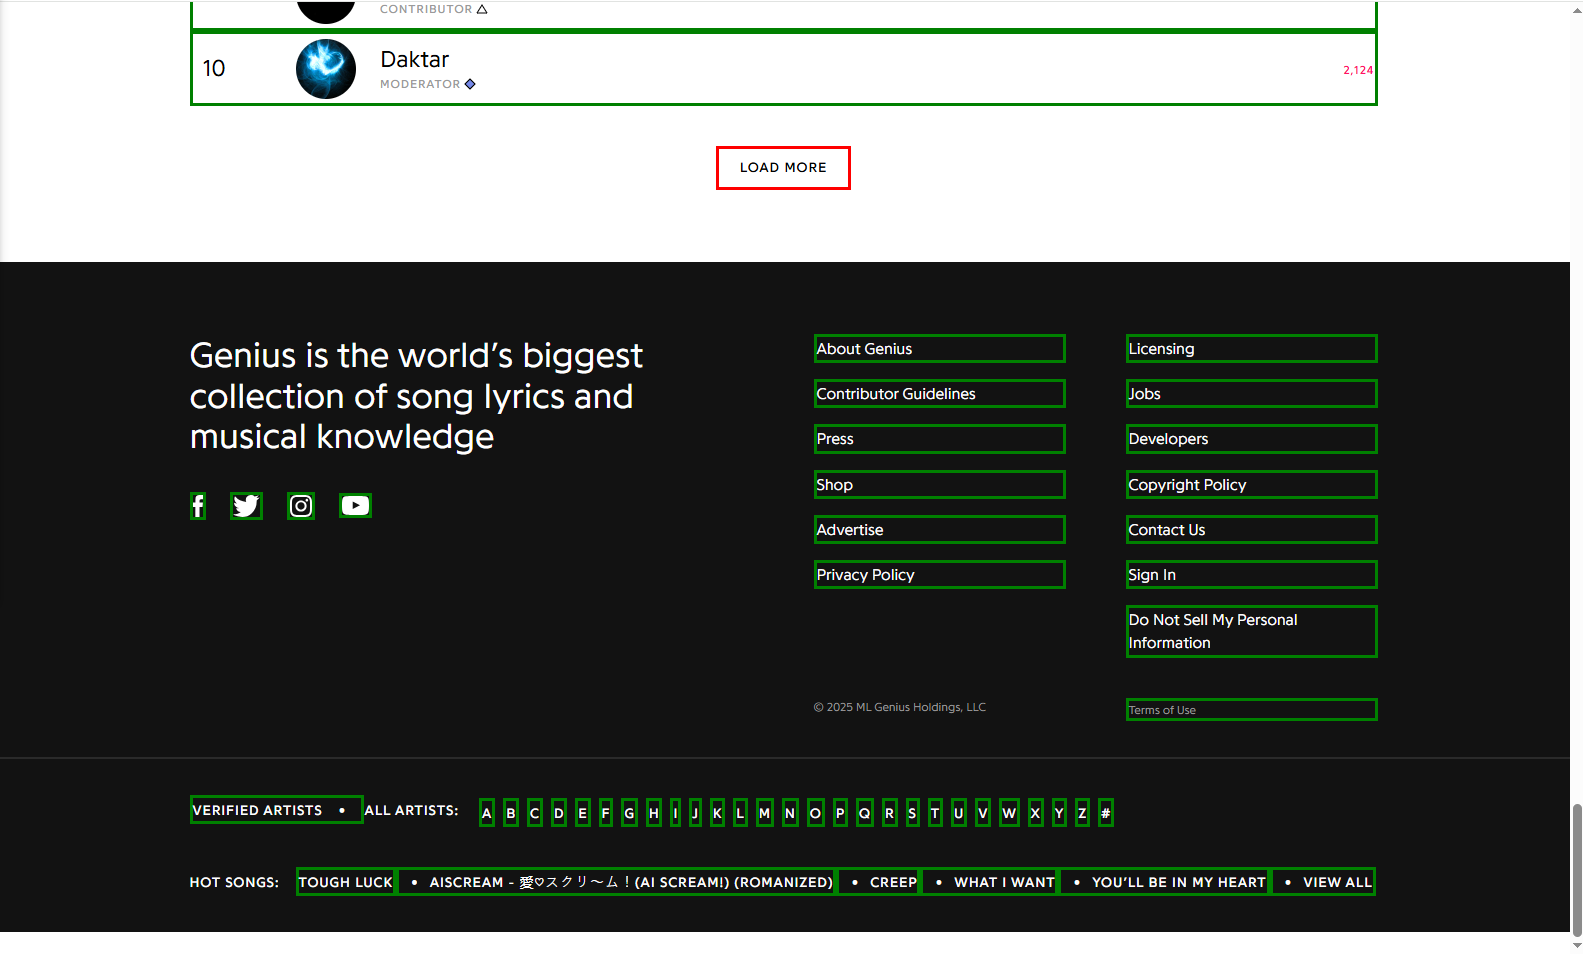 CONTRIBUTOR
10
Daktar
MODERATOR
2,124
LOAD MORE
Genius is the world’s biggest
collection of song lyrics and
musical knowledge
About Genius
Contributor Guidelines
Press
Shop
Advertise
Privacy Policy
Licensing
Jobs
Developers
Copyright Policy
Contact Us
Sign In
Do Not Sell My Personal
Information
© 2025 ML Genius Holdings, LLC
Terms of Use
VERIFIED ARTISTS • ALL ARTISTS: A B C D E F G H I J K L M N O P Q R S T U V W X Y Z #
HOT SONGS: TOUGH LUCK • AISCREAM - 愛♡スクリ〜ム！(AI SCREAM!) (ROMANIZED) • CREEP • WHAT I WANT • YOU’LL BE IN MY HEART • VIEW ALL